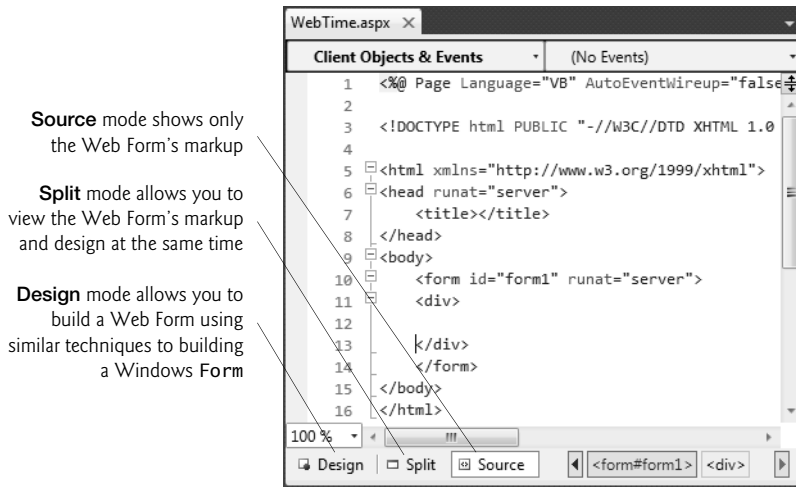 WebTime.aspx
Client Objects & Events (No Events)
1 <%@ Page Language="VB" AutoEventWireup="false
2
3 <!DOCTYPE html PUBLIC "-//W3C//DTD XHTML 1.0
4
5 <html xmlns="http://www.w3.org/1999/xhtml">
6 <head runat="server">
7 <title></title>
8 </head>
9 <body>
10 <form id="form1" runat="server">
11 <div>
12
13 </div>
14 </form>
15 </body>
16 </html>
100 %
Design Split Source <form#form1> <div>
Source mode shows only
the Web Form's markup
Split mode allows you to
view the Web Form's markup
and design at the same time
Design mode allows you to
build a Web Form using
similar techniques to building
a Windows Form